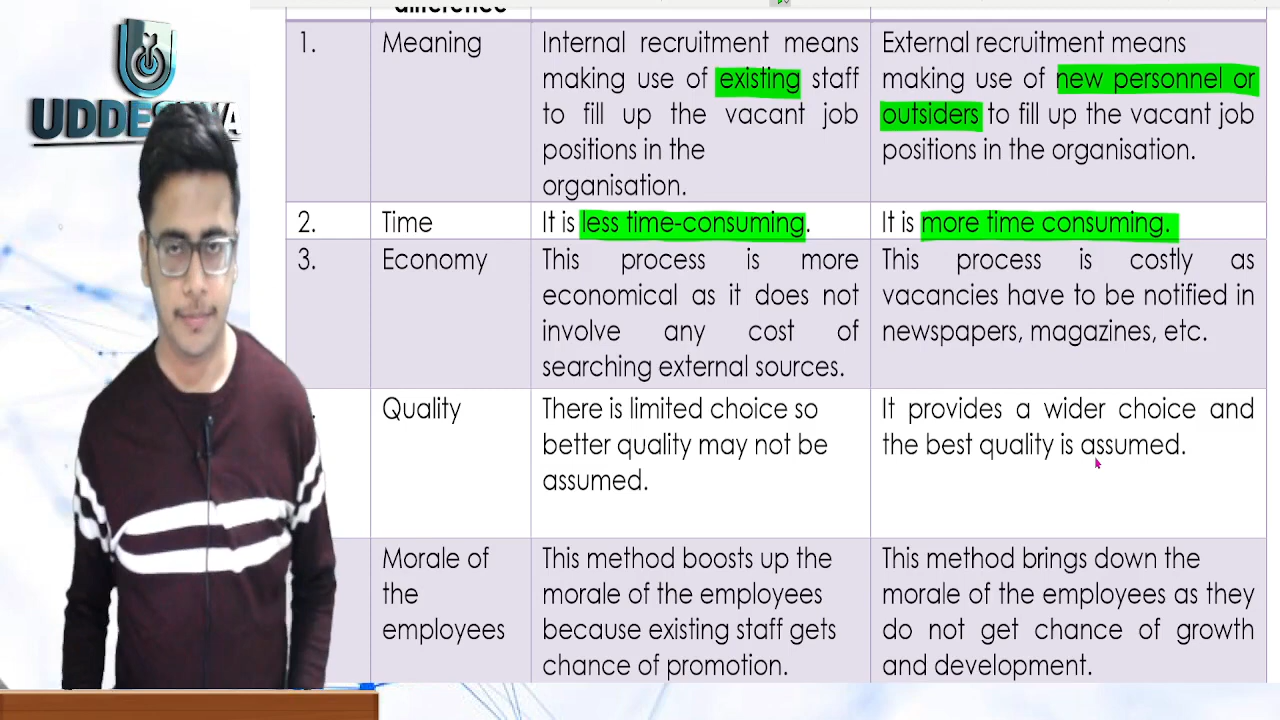 difference
UDDESHYA
1.
Meaning
Internal recruitment means
making use of existing staff
to fill up the vacant job
positions in the
organisation.
External recruitment means
making use of new personnel or
outsiders to fill up the vacant job
positions in the organisation.
2.
Time
It is less time-consuming.
It is more time consuming.
3.
Economy
This process is more
economical as it does not
involve any cost of
searching external sources.
This process is costly as
vacancies have to be notified in
newspapers, magazines, etc.
Quality
There is limited choice so
better quality may not be
assumed.
It provides a wider choice and
the best quality is assumed.
Morale of
the
employees
This method boosts up the
morale of the employees
because existing staff gets
chance of promotion.
This method brings down the
morale of the employees as they
do not get chance of growth
and development.